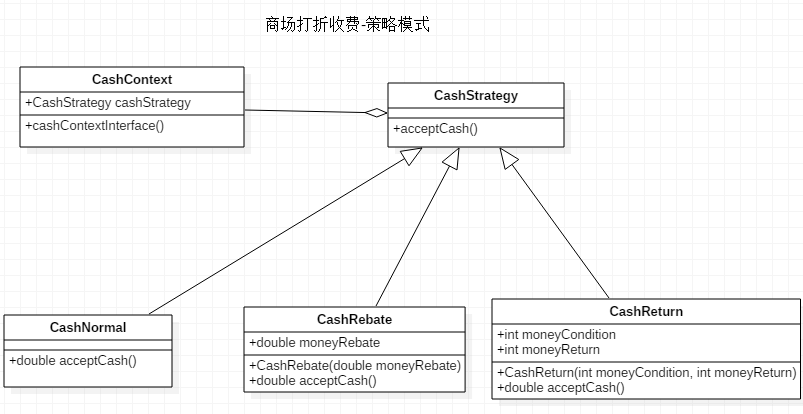 商场打折收费-策略模式
CashContext
+CashStrategy cashStrategy
+cashContextInterface()
CashStrategy
+acceptCash()
CashNormal
+double acceptCash()
CashRebate
+double moneyRebate
+CashRebate(double moneyRebate)
+double acceptCash()
CashReturn
+int moneyCondition
+int moneyReturn
+CashReturn(int moneyCondition, int moneyReturn)
+double acceptCash()